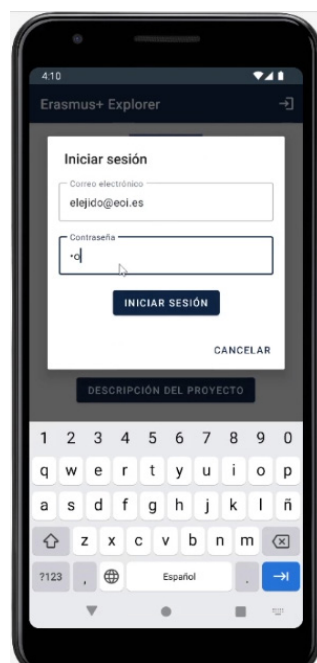 4:10
Erasmus+ Explorer
Iniciar sesión
Correo electrónico
elejido@eoi.es
Contraseña
•o
INICIAR SESIÓN
CANCELAR
DESCRIPCIÓN DEL PROYECTO
1 2 3 4 5 6 7 8 9 0
q w e r t y u i o p
a s d f g h j k l ñ
z x c v b n m
?123 , Español .